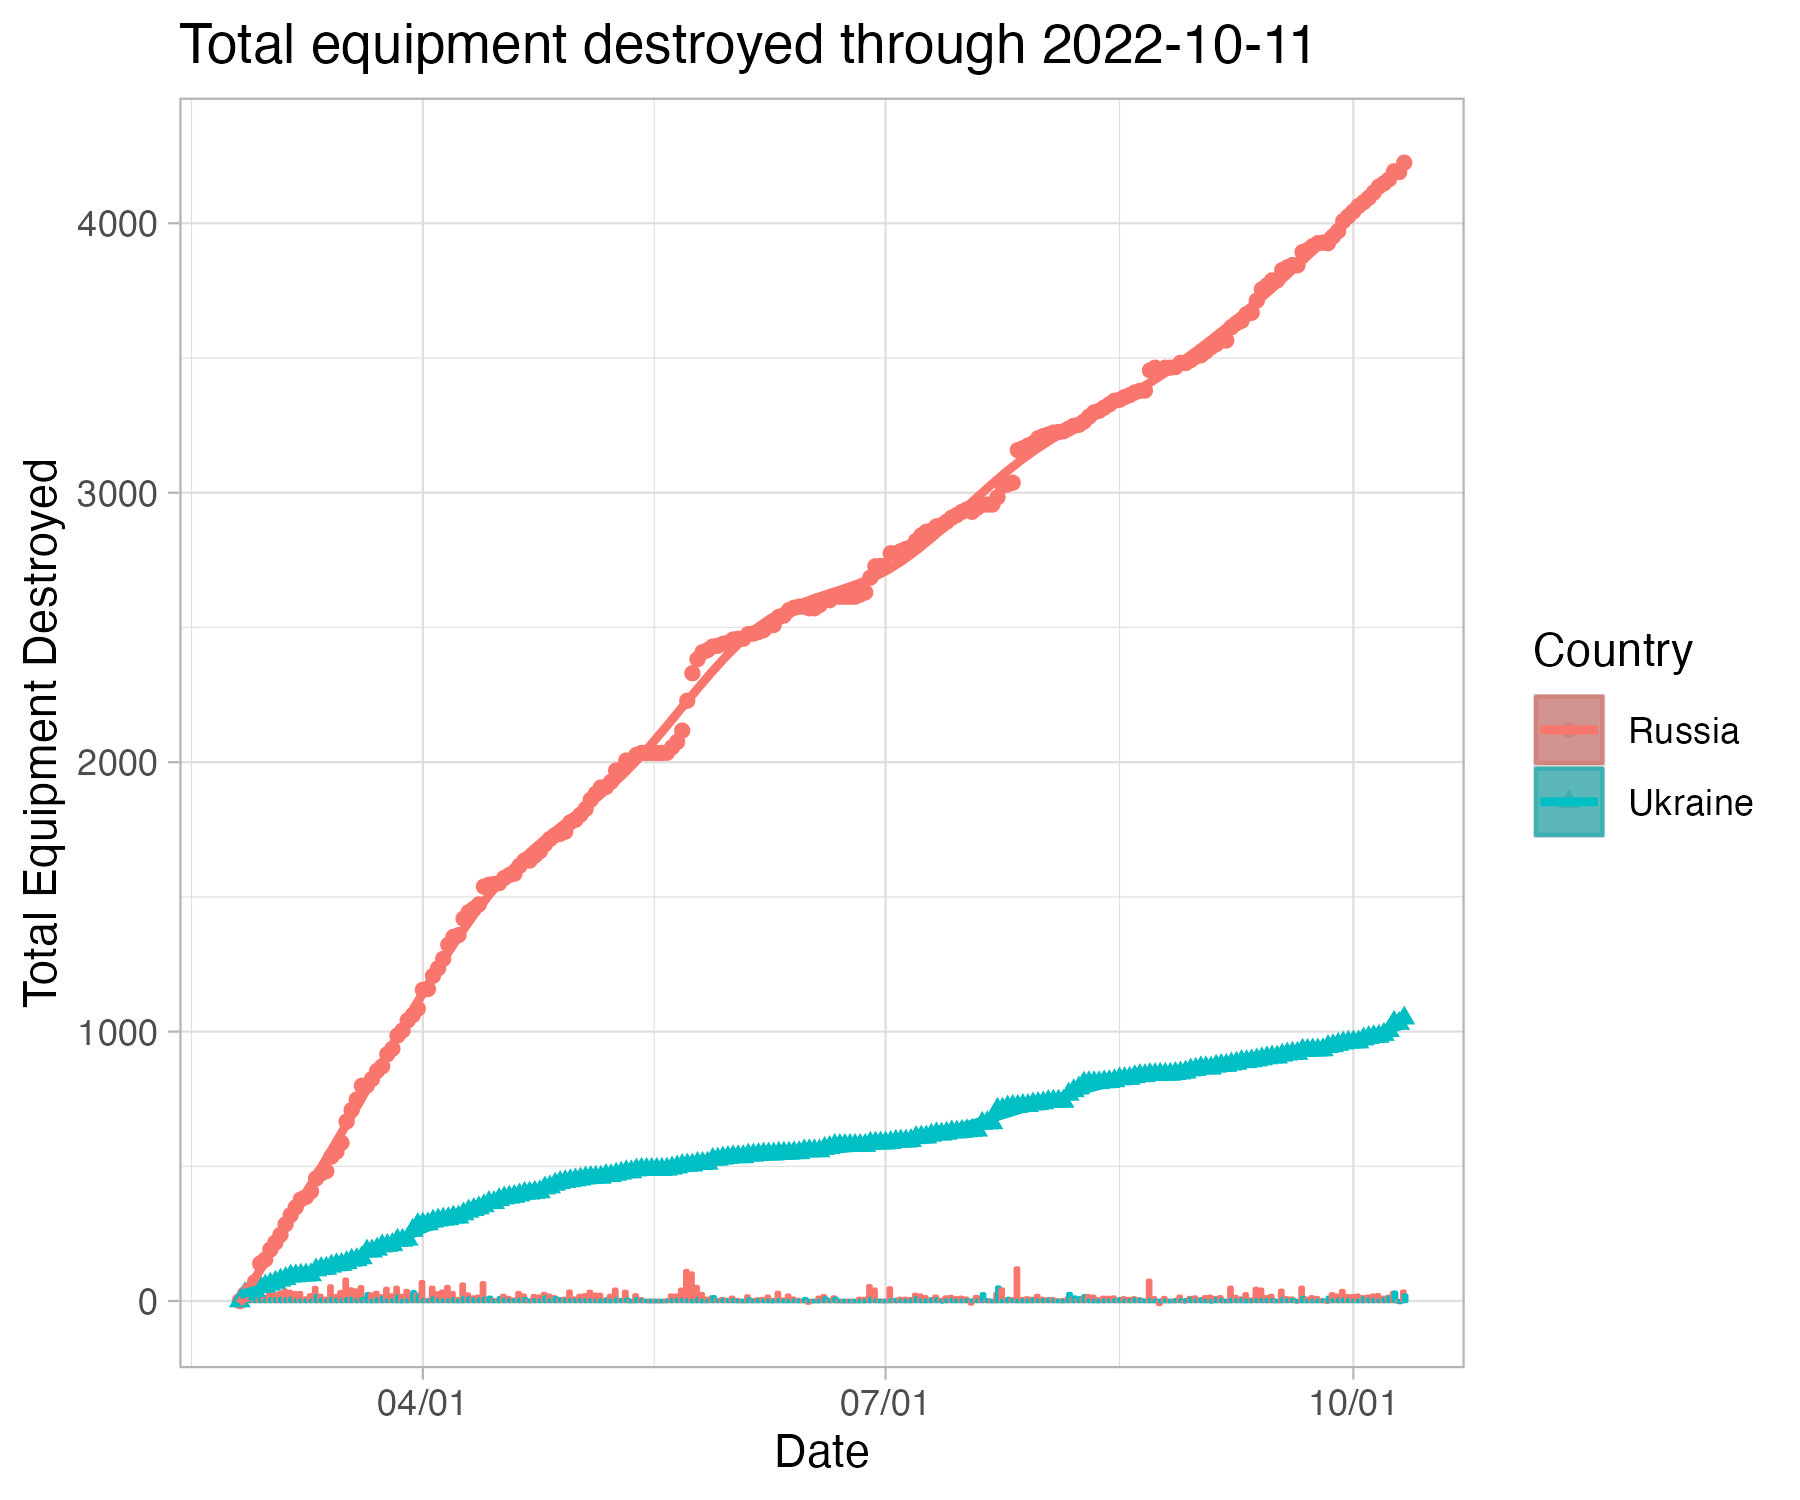 Total equipment destroyed through 2022-10-11
Total Equipment Destroyed
4000
3000
2000
1000
0
04/01
07/01
10/01
Date
Country
Russia
Ukraine